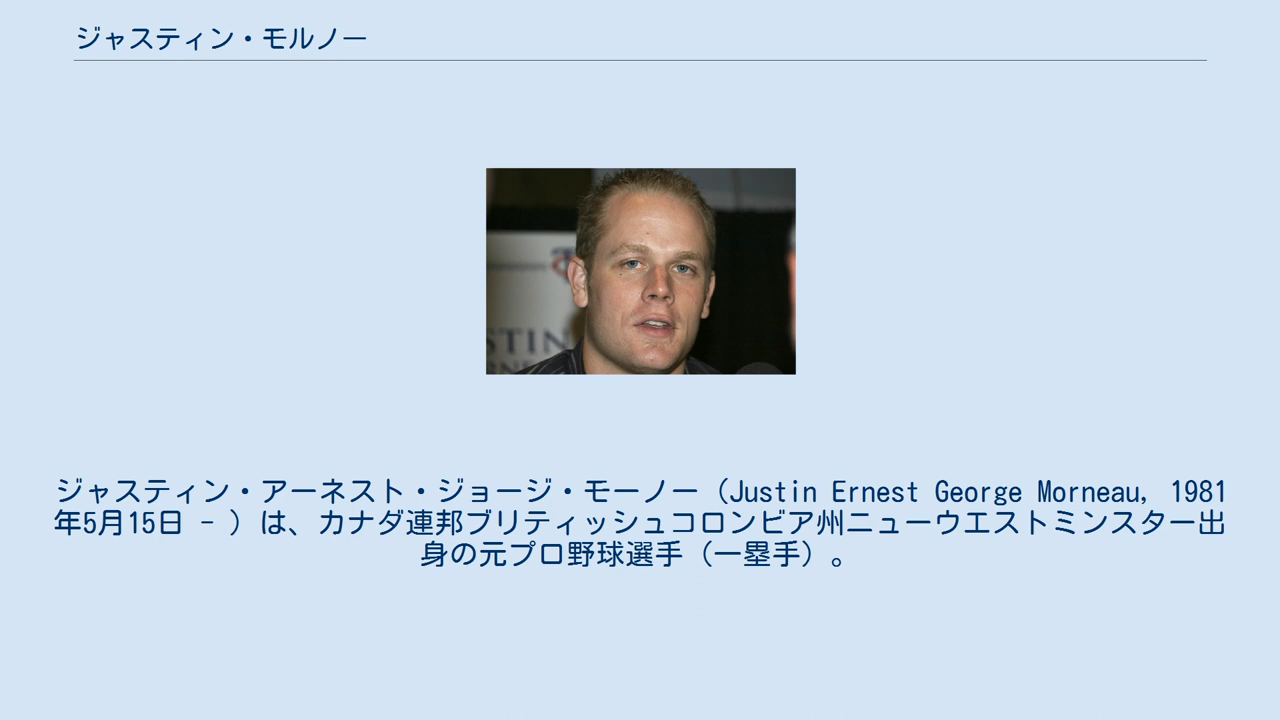 ジャスティン・モルノー
STIN
ジャスティン・アーネスト・ジョージ・モーノー（Justin Ernest George Morneau, 1981
年5月15日 - ）は、カナダ連邦ブリティッシュコロンビア州ニューウエストミンスター出
身の元プロ野球選手（一塁手）。